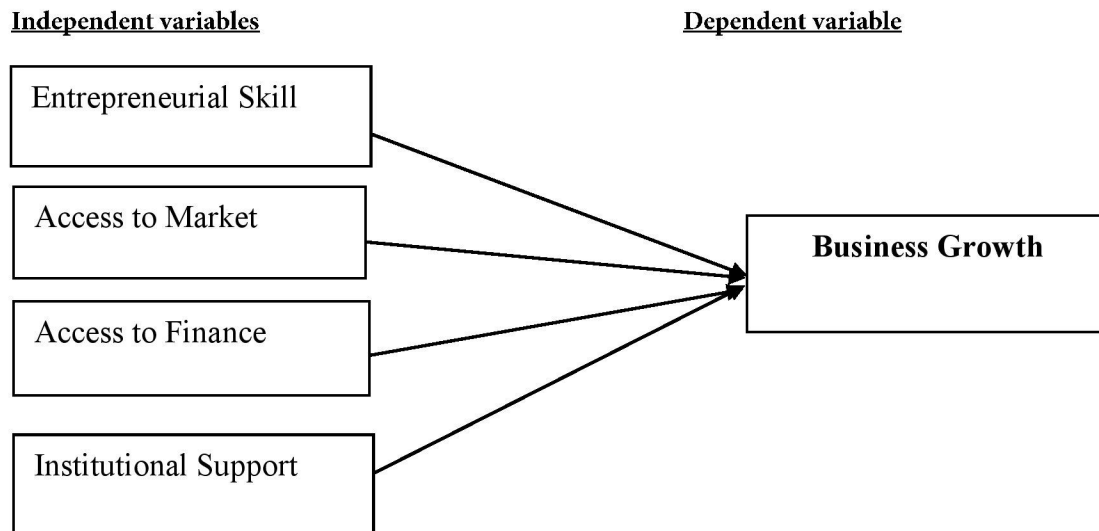 Independent variables
Dependent variable
Entrepreneurial Skill
Access to Market
Business Growth
Access to Finance
Institutional Support